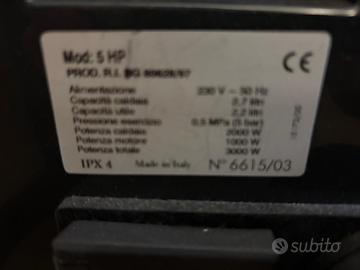 Mod: 5 HP
PROD. R.I. BG
CE
Alimentazione 230 V - 50 Hz
Capacità caldaia 2,7 litri
Capacità utile 2,2 litri
Pressione esercizio 0,5 MPa (5 bar)
Potenza caldaia 2000 W
Potenza motore 1000 W
Potenza totale 3000 W
IPX 4 Made in Italy N° 6615/03
subito